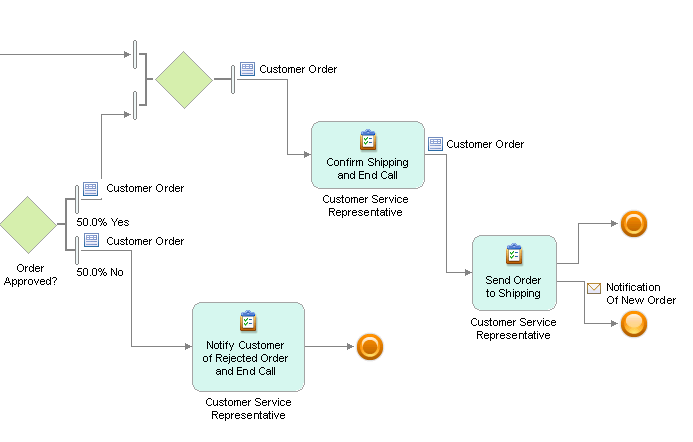 Customer Order
Confirm Shipping
and End Call
Customer Order
Customer Service
Representative
Customer Order
50.0% Yes
Customer Order
50.0% No
Order
Approved?
Send Order
to Shipping
Notification
Of New Order
Customer Service
Representative
Notify Customer
of Rejected Order
and End Call
Customer Service
Representative